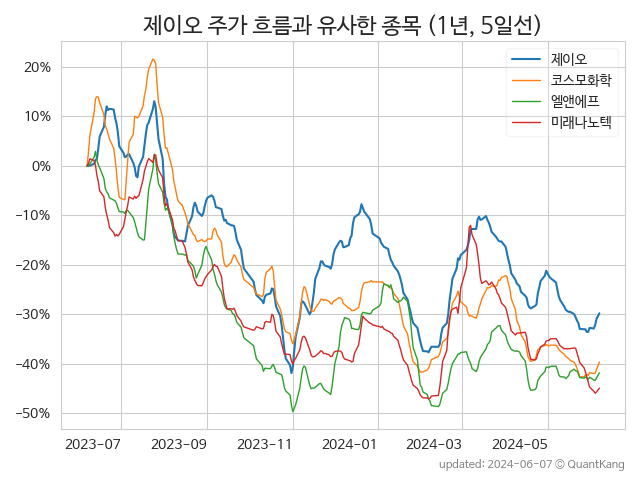 제이오 주가 흐름과 유사한 종목 (1년, 5일선)
제이오
코스모화학
엘앤에프
미래나노텍
20%
10%
0%
−10%
−20%
−30%
−40%
−50%
2023-07
2023-09
2023-11
2024-01
2024-03
2024-05
updated: 2024-06-07 © QuantKang